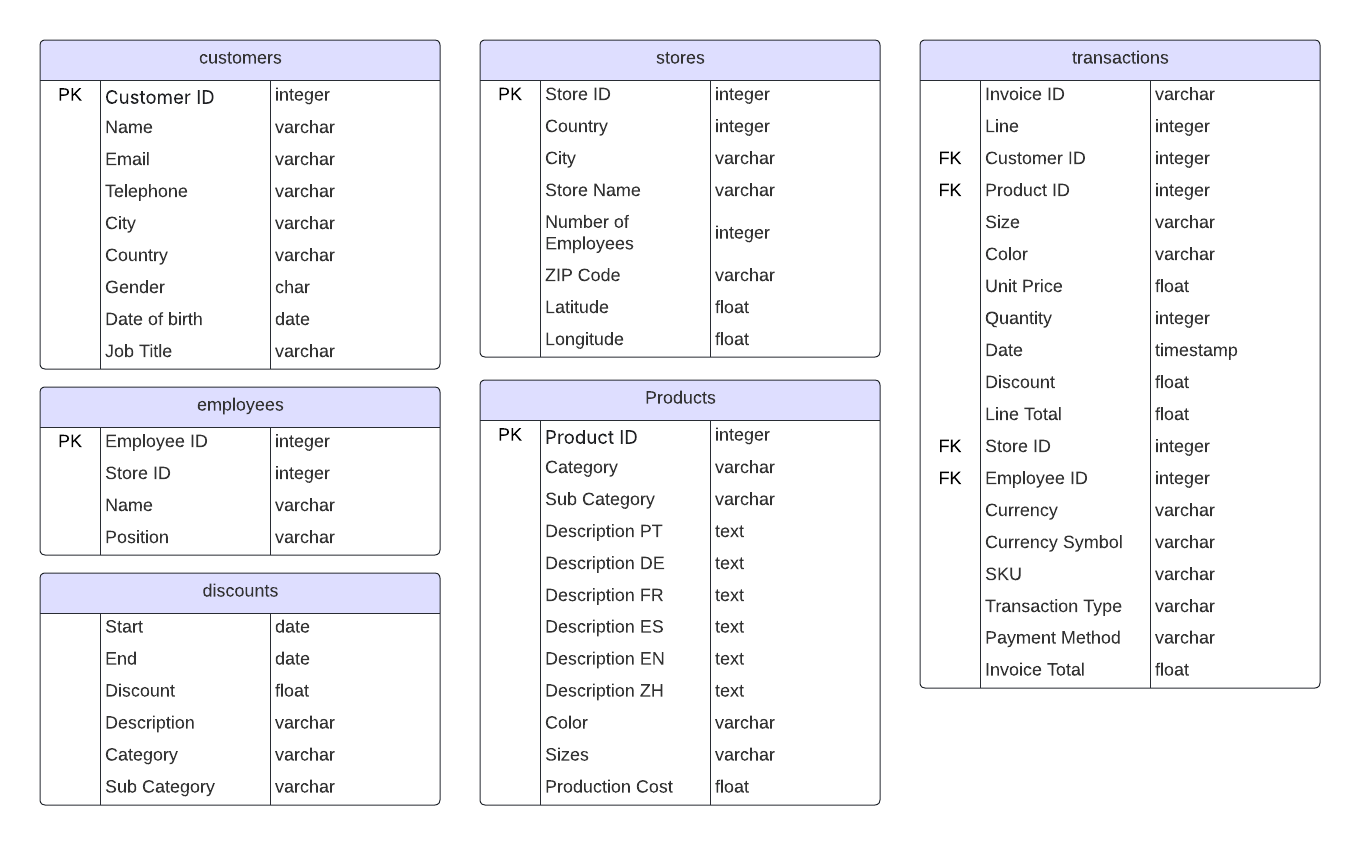 customers
PK Customer ID integer
Name varchar
Email varchar
Telephone varchar
City varchar
Country varchar
Gender char
Date of birth date
Job Title varchar
employees
PK Employee ID integer
Store ID integer
Name varchar
Position varchar
discounts
Start date
End date
Discount float
Description varchar
Category varchar
Sub Category varchar
stores
PK Store ID integer
Country integer
City varchar
Store Name varchar
Number of
Employees integer
ZIP Code varchar
Latitude float
Longitude float
Products
PK Product ID integer
Category varchar
Sub Category varchar
Description PT text
Description DE text
Description FR text
Description ES text
Description EN text
Description ZH text
Color varchar
Sizes varchar
Production Cost float
transactions
Invoice ID varchar
Line integer
FK Customer ID integer
FK Product ID integer
Size varchar
Color varchar
Unit Price float
Quantity integer
Date timestamp
Discount float
Line Total float
FK Store ID integer
FK Employee ID integer
Currency varchar
Currency Symbol varchar
SKU varchar
Transaction Type varchar
Payment Method varchar
Invoice Total float